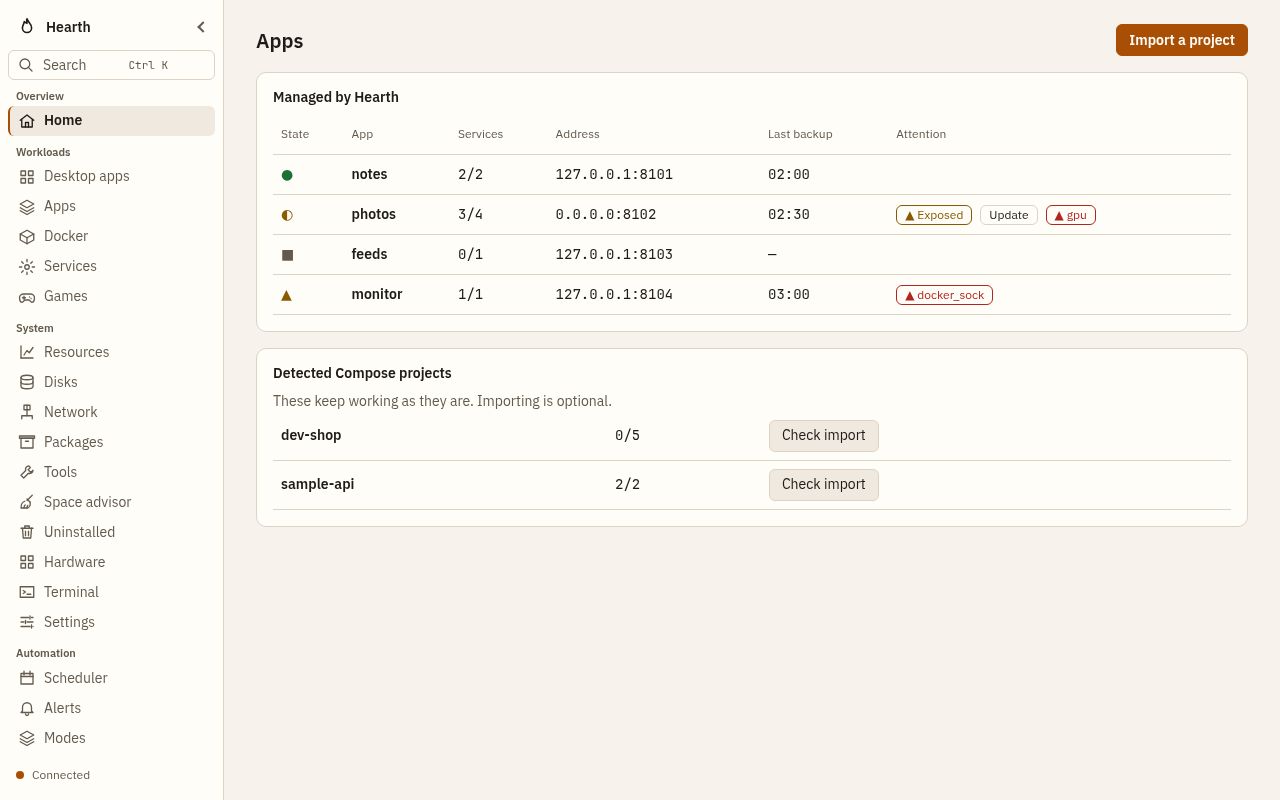 Hearth
Search Ctrl K
Overview
Home
Workloads
Desktop apps
Apps
Docker
Services
Games
System
Resources
Disks
Network
Packages
Tools
Space advisor
Uninstalled
Hardware
Terminal
Settings
Automation
Scheduler
Alerts
Modes
Connected
Apps
Import a project
Managed by Hearth
State App Services Address Last backup Attention
notes 2/2 127.0.0.1:8101 02:00
photos 3/4 0.0.0.0:8102 02:30 Exposed Update gpu
feeds 0/1 127.0.0.1:8103 —
monitor 1/1 127.0.0.1:8104 03:00 docker_sock
Detected Compose projects
These keep working as they are. Importing is optional.
dev-shop 0/5 Check import
sample-api 2/2 Check import